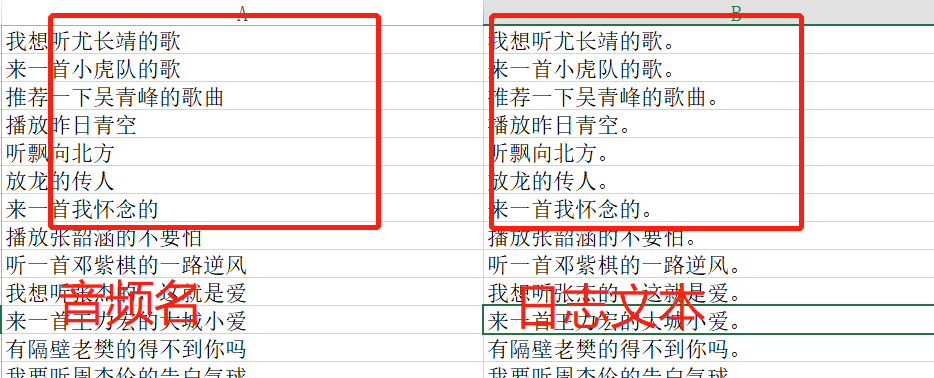 A B
我想听尤长靖的歌 我想听尤长靖的歌。
来一首小虎队的歌 来一首小虎队的歌。
推荐一下吴青峰的歌曲 推荐一下吴青峰的歌曲。
播放昨日青空 播放昨日青空。
听飘向北方 听飘向北方。
放龙的传人 放龙的传人。
来一首我怀念的 来一首我怀念的。
播放张韶涵的不要怕 播放张韶涵的不要怕。
听一首邓紫棋的一路逆风 听一首邓紫棋的一路逆风。
我想听张杰的，这就是爱 我想听张杰的，这就是爱。
音频名 日志文本
来一首王力宏的大城小爱 来一首王力宏的大城小爱。
有隔壁老樊的得不到你吗 有隔壁老樊的得不到你吗。
我要听周杰伦的告白气球 我要听周杰伦的告白气球